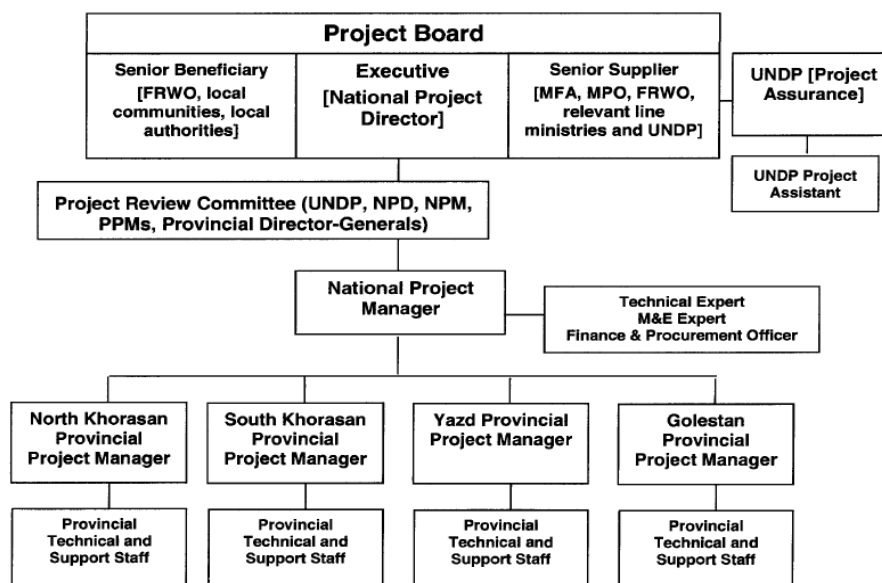 Project Board
Senior Beneficiary
[FRWO, local
communities, local
authorities]
Executive
[National Project
Director]
Senior Supplier
[MFA, MPO, FRWO,
relevant line
ministries and UNDP]
UNDP [Project
Assurance]
UNDP Project
Assistant
Project Review Committee (UNDP, NPD, NPM,
PPMs, Provincial Director-Generals)
National Project
Manager
Technical Expert
M&E Expert
Finance & Procurement Officer
North Khorasan
Provincial
Project Manager
South Khorasan
Provincial
Project Manager
Yazd Provincial
Project Manager
Golestan
Provincial
Project Manager
Provincial
Technical and
Support Staff
Provincial
Technical and
Support Staff
Provincial
Technical and
Support Staff
Provincial
Technical and
Support Staff